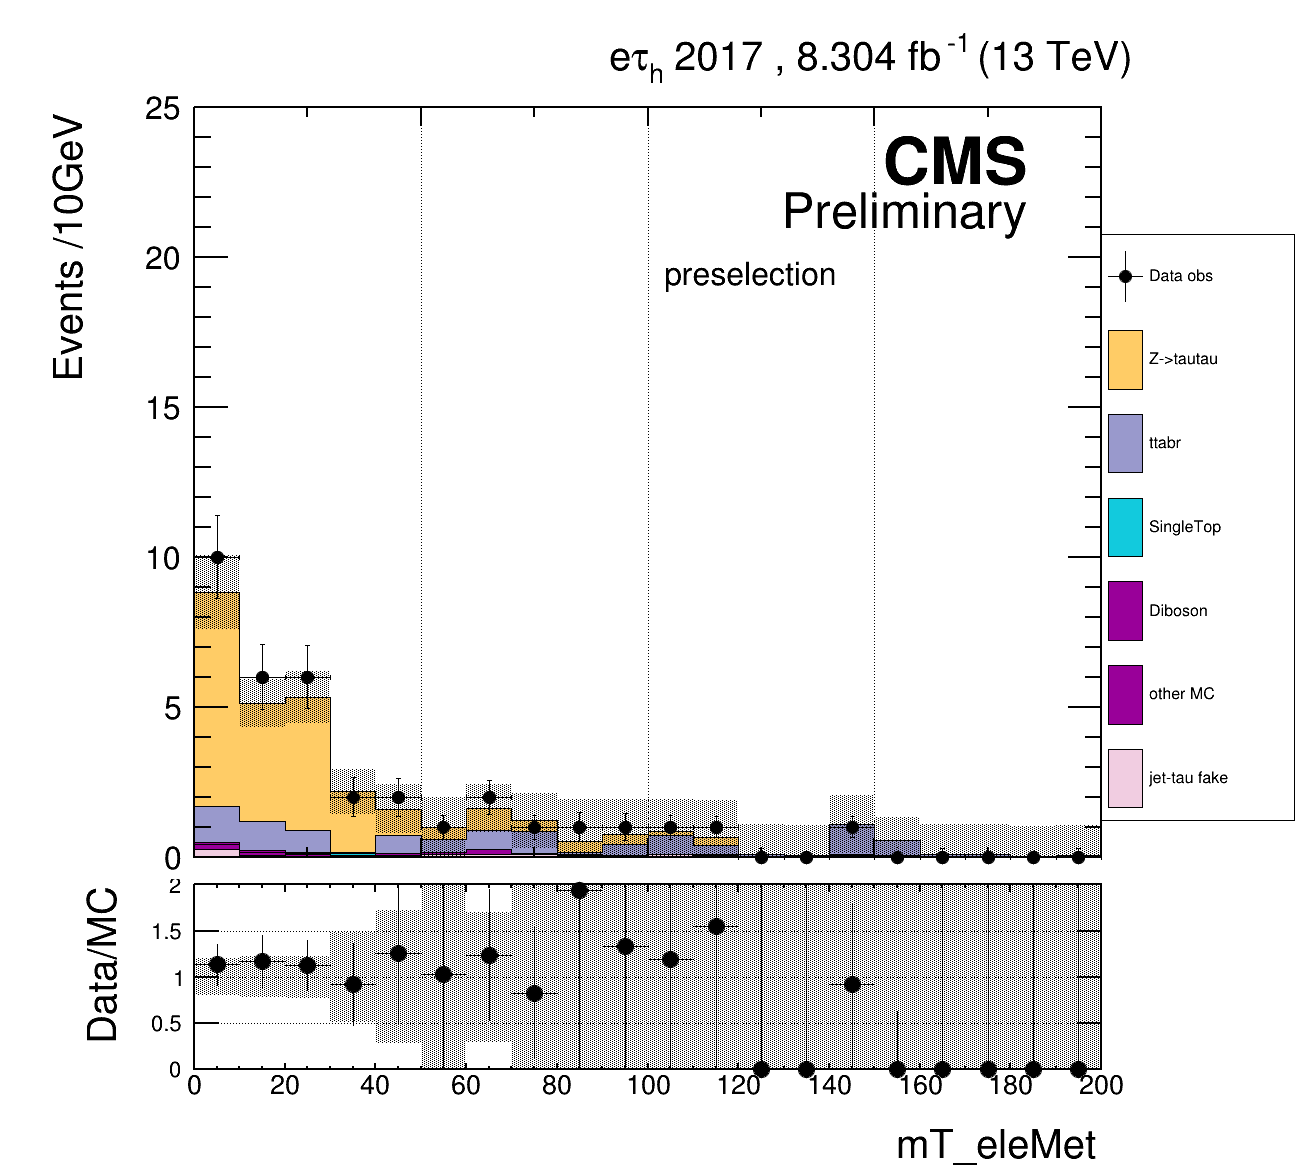 eτh 2017 , 8.304 fb-1 (13 TeV)
Events /10GeV
25
20
15
10
5
0
CMS
Preliminary
preselection
Data obs
Z->tautau
ttabr
SingleTop
Diboson
other MC
jet-tau fake
Data/MC
2
1.5
1
0.5
0
0 20 40 60 80 100 120 140 160 180 200
mT_eleMet